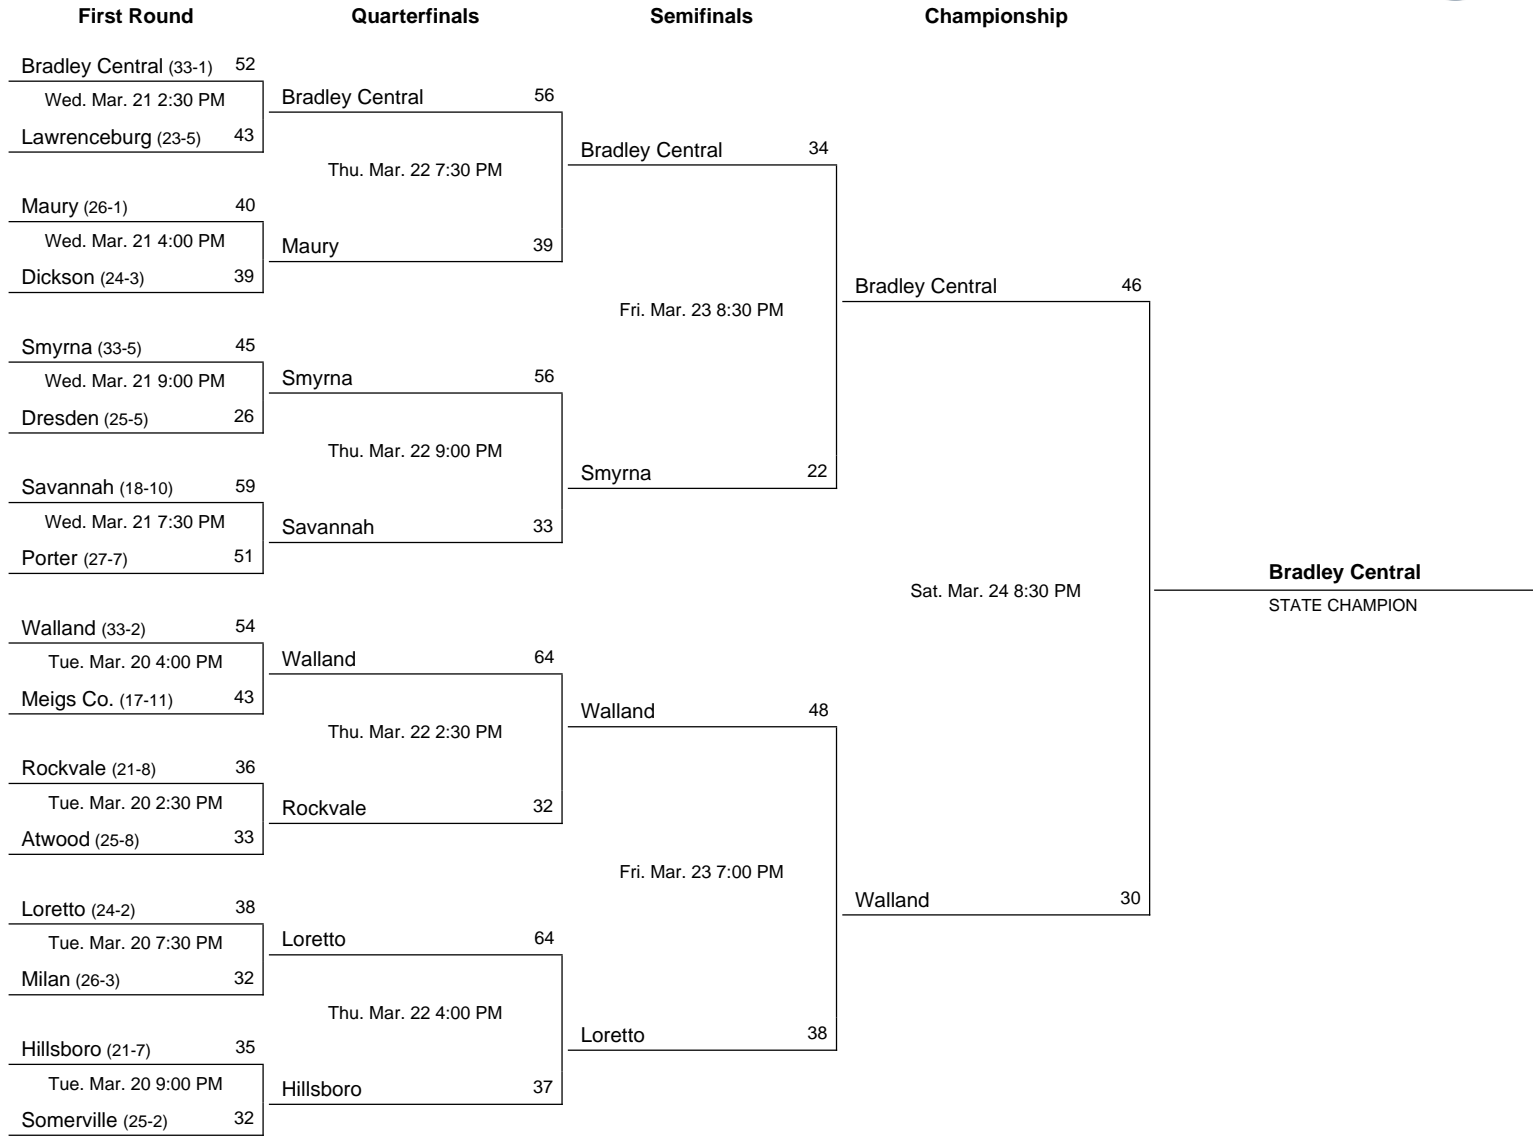 First Round
Quarterfinals
Semifinals
Championship
Bradley Central (33-1) 52
Wed. Mar. 21 2:30 PM
Lawrenceburg (23-5) 43
Maury (26-1) 40
Wed. Mar. 21 4:00 PM
Dickson (24-3) 39
Smyrna (33-5) 45
Wed. Mar. 21 9:00 PM
Dresden (25-5) 26
Savannah (18-10) 59
Wed. Mar. 21 7:30 PM
Porter (27-7) 51
Walland (33-2) 54
Tue. Mar. 20 4:00 PM
Meigs Co. (17-11) 43
Rockvale (21-8) 36
Tue. Mar. 20 2:30 PM
Atwood (25-8) 33
Loretto (24-2) 38
Tue. Mar. 20 7:30 PM
Milan (26-3) 32
Hillsboro (21-7) 35
Tue. Mar. 20 9:00 PM
Somerville (25-2) 32
Bradley Central 56
Thu. Mar. 22 7:30 PM
Maury 39
Smyrna 56
Thu. Mar. 22 9:00 PM
Savannah 33
Walland 64
Thu. Mar. 22 2:30 PM
Rockvale 32
Loretto 64
Thu. Mar. 22 4:00 PM
Hillsboro 37
Bradley Central 34
Fri. Mar. 23 8:30 PM
Smyrna 22
Walland 48
Fri. Mar. 23 7:00 PM
Loretto 38
Bradley Central 46
Sat. Mar. 24 8:30 PM
Walland 30
Bradley Central
STATE CHAMPION